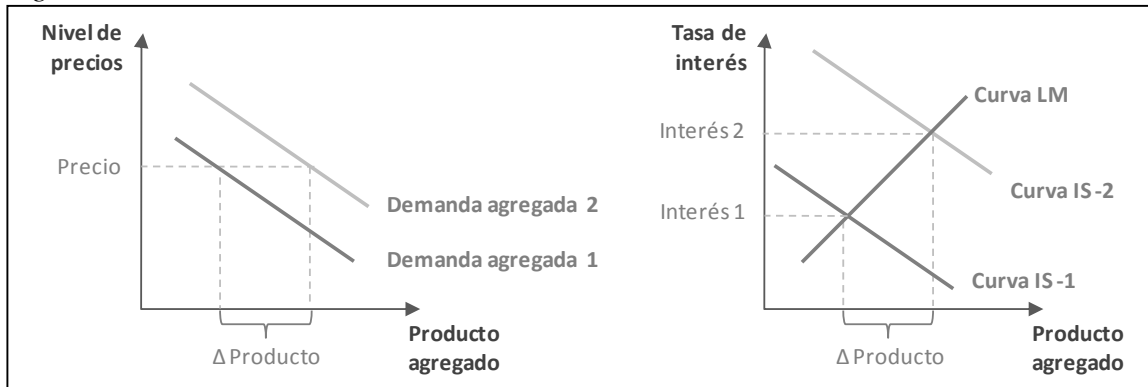 Nivel de
precios
Precio
Demanda agregada 2
Demanda agregada 1
Δ Producto
Producto
agregado
Tasa de
interés
Interés 2
Interés 1
Curva LM
Curva IS-2
Curva IS-1
Δ Producto
Producto
agregado